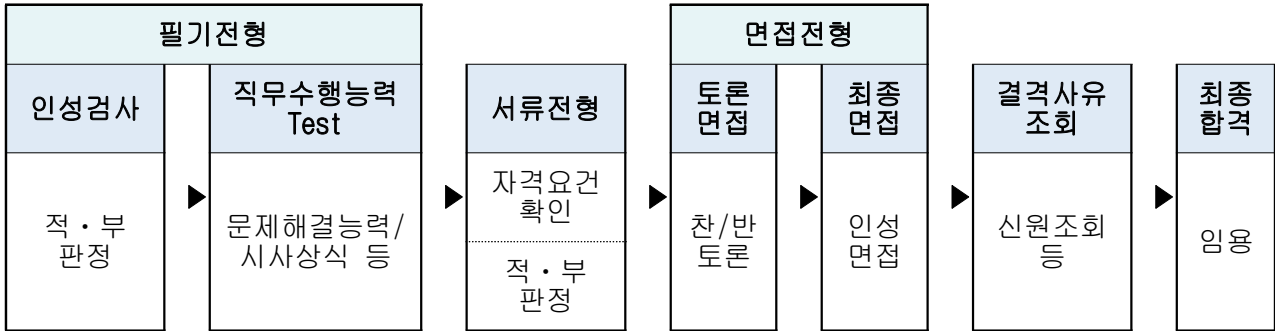 필기전형
면접전형
인성검사
직무수행능력
Test
서류전형
토론
면접
최종
면접
결격사유
조회
최종
합격
적・부
판정
문제해결능력/
시사상식 등
자격요건
확인
적・부
판정
찬/반
토론
인성
면접
신원조회
등
임용